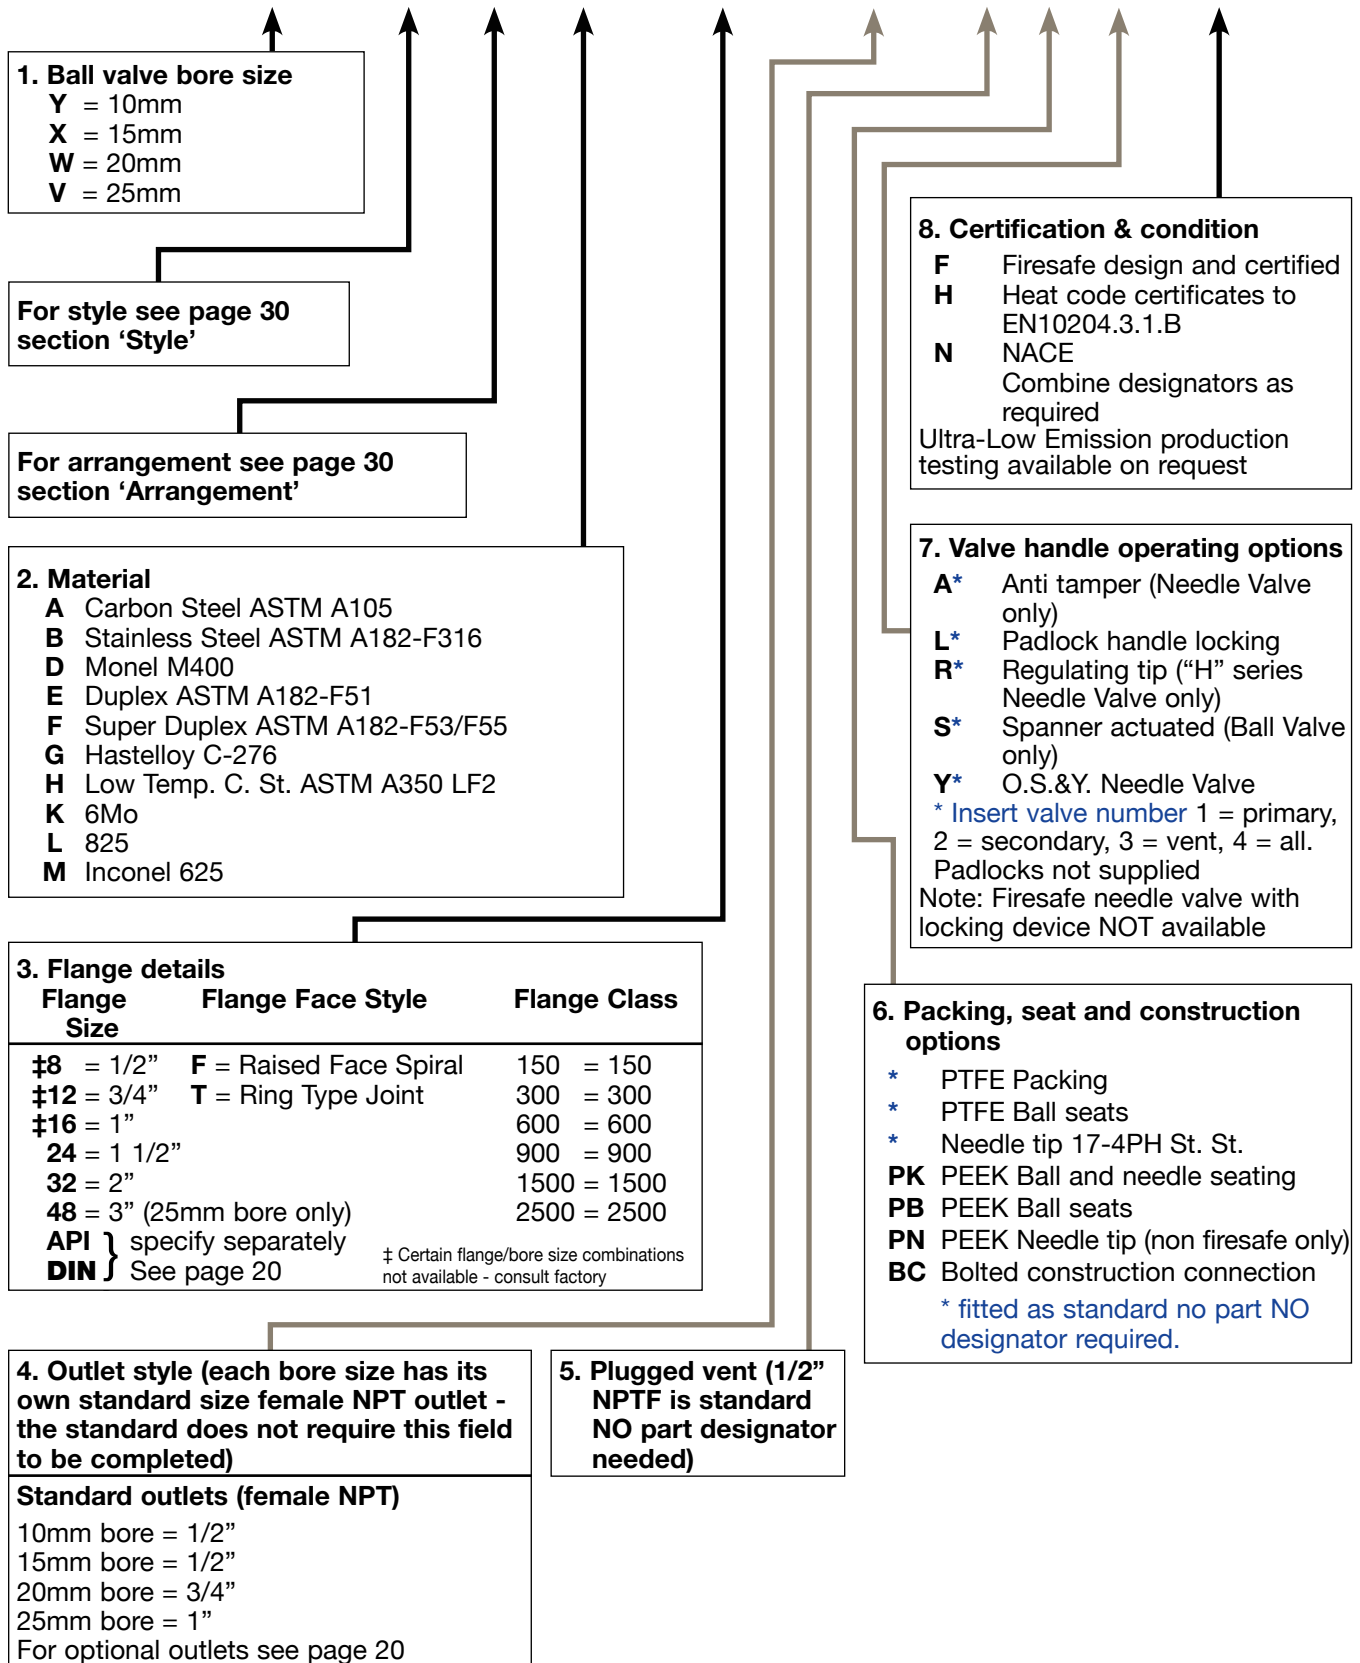 1. Ball valve bore size
Y = 10mm
X = 15mm
W = 20mm
V = 25mm
For style see page 30
section ‘Style’
For arrangement see page 30
section ‘Arrangement’
2. Material
A Carbon Steel ASTM A105
B Stainless Steel ASTM A182-F316
D Monel M400
E Duplex ASTM A182-F51
F Super Duplex ASTM A182-F53/F55
G Hastelloy C-276
H Low Temp. C. St. ASTM A350 LF2
K 6Mo
L 825
M Inconel 625
3. Flange details
Flange Flange Face Style Flange Class
Size
‡8 = 1/2” F = Raised Face Spiral 150 = 150
‡12 = 3/4” T = Ring Type Joint 300 = 300
‡16 = 1” 600 = 600
24 = 1 1/2” 900 = 900
32 = 2” 1500 = 1500
48 = 3” (25mm bore only) 2500 = 2500
API } specify separately
DIN See page 20
‡ Certain flange/bore size combinations
not available - consult factory
4. Outlet style (each bore size has its
own standard size female NPT outlet -
the standard does not require this field
to be completed)
Standard outlets (female NPT)
10mm bore = 1/2”
15mm bore = 1/2”
20mm bore = 3/4”
25mm bore = 1”
For optional outlets see page 20
5. Plugged vent (1/2”
NPTF is standard
NO part designator
needed)
6. Packing, seat and construction
options
* PTFE Packing
* PTFE Ball seats
* Needle tip 17-4PH St. St.
PK PEEK Ball and needle seating
PB PEEK Ball seats
PN PEEK Needle tip (non firesafe only)
BC Bolted construction connection
* fitted as standard no part NO
designator required.
7. Valve handle operating options
A* Anti tamper (Needle Valve
only)
L* Padlock handle locking
R* Regulating tip (“H” series
Needle Valve only)
S* Spanner actuated (Ball Valve
only)
Y* O.S.&Y. Needle Valve
* Insert valve number 1 = primary,
2 = secondary, 3 = vent, 4 = all.
Padlocks not supplied
Note: Firesafe needle valve with
locking device NOT available
8. Certification & condition
F Firesafe design and certified
H Heat code certificates to
EN10204.3.1.B
N NACE
Combine designators as
required
Ultra-Low Emission production
testing available on request